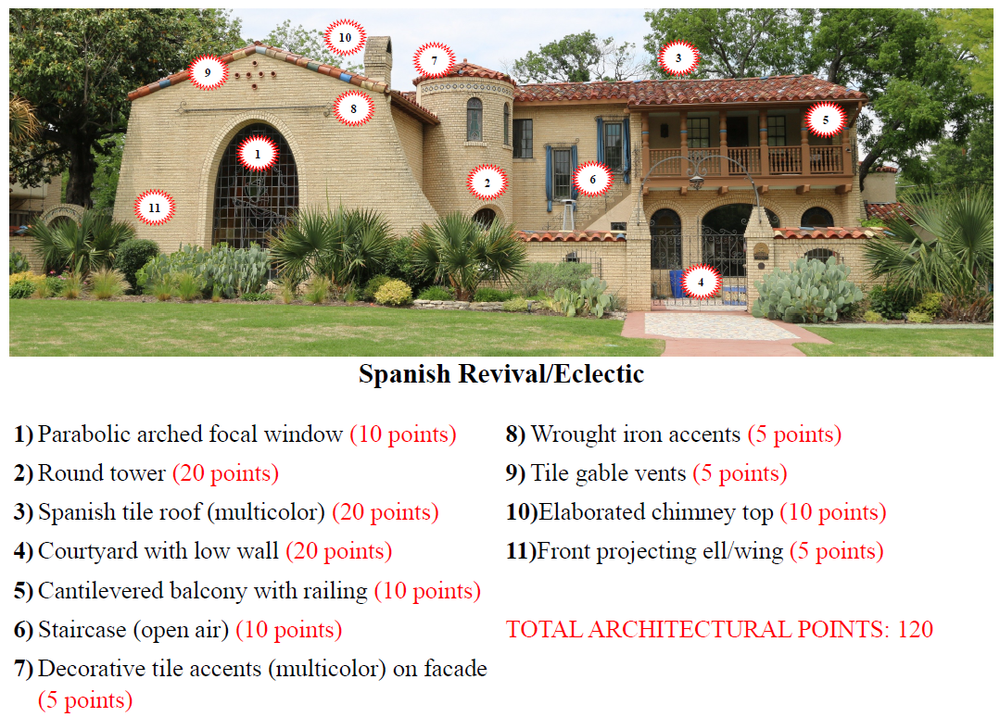 10
7
3
9
8
5
1
2
6
11
4
Spanish Revival/Eclectic
1) Parabolic arched focal window (10 points)
2) Round tower (20 points)
3) Spanish tile roof (multicolor) (20 points)
4) Courtyard with low wall (20 points)
5) Cantilevered balcony with railing (10 points)
6) Staircase (open air) (10 points)
7) Decorative tile accents (multicolor) on facade
(5 points)
8) Wrought iron accents (5 points)
9) Tile gable vents (5 points)
10)Elaborated chimney top (10 points)
11)Front projecting ell/wing (5 points)
TOTAL ARCHITECTURAL POINTS: 120